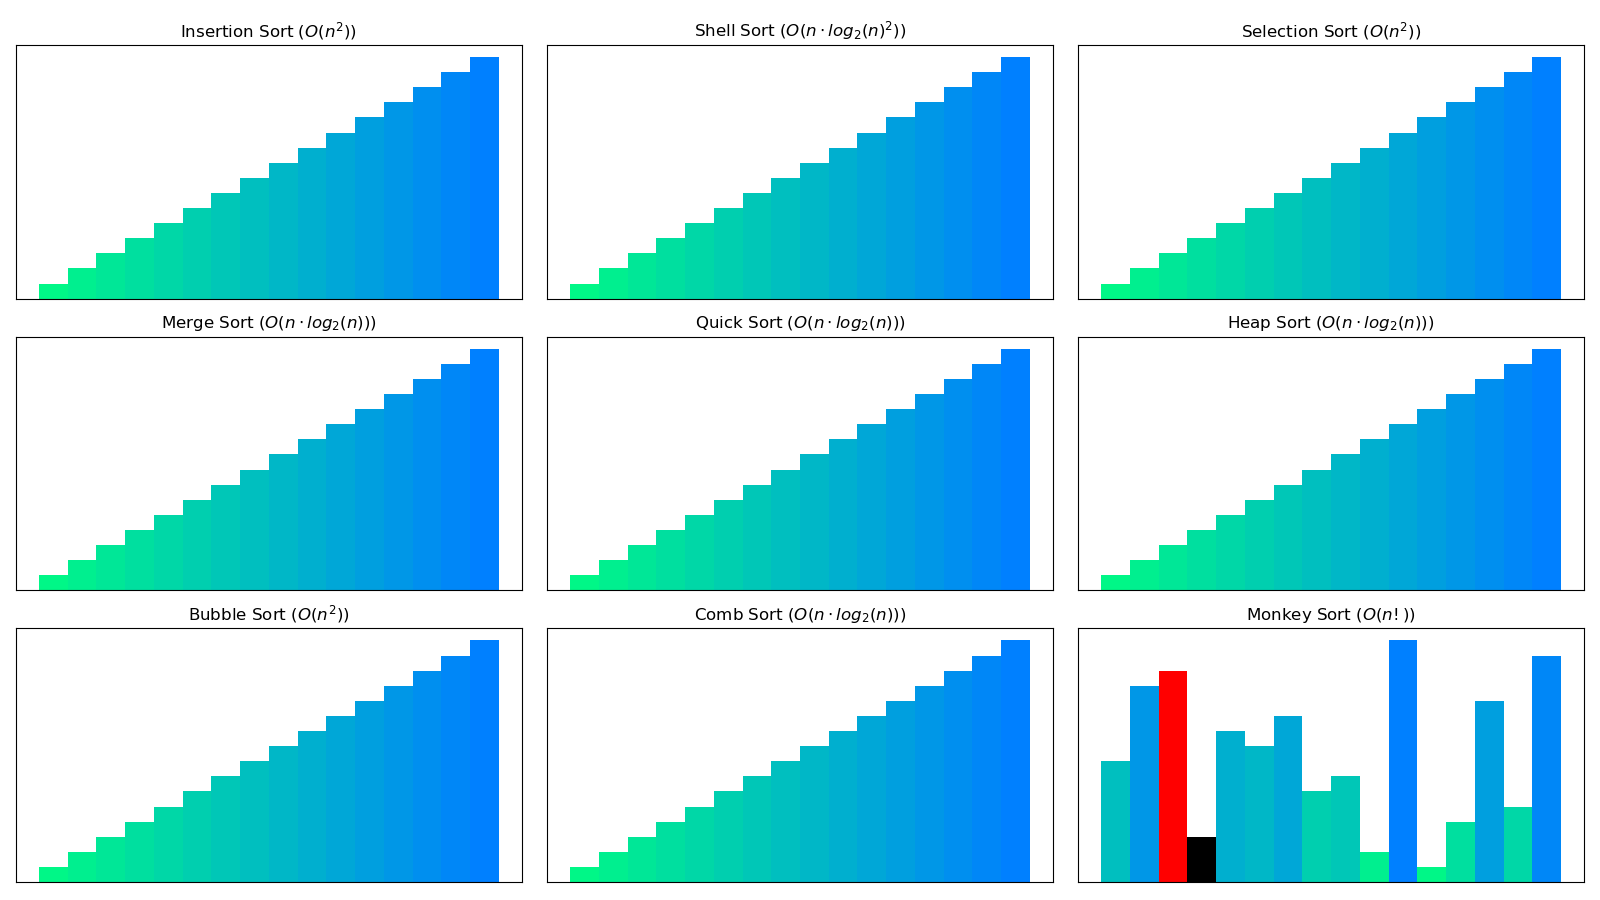 Insertion Sort (O(n²))
Shell Sort (O(n · log₂(n)²))
Selection Sort (O(n²))
Merge Sort (O(n · log₂(n)))
Quick Sort (O(n · log₂(n)))
Heap Sort (O(n · log₂(n)))
Bubble Sort (O(n²))
Comb Sort (O(n · log₂(n)))
Monkey Sort (O(n!))